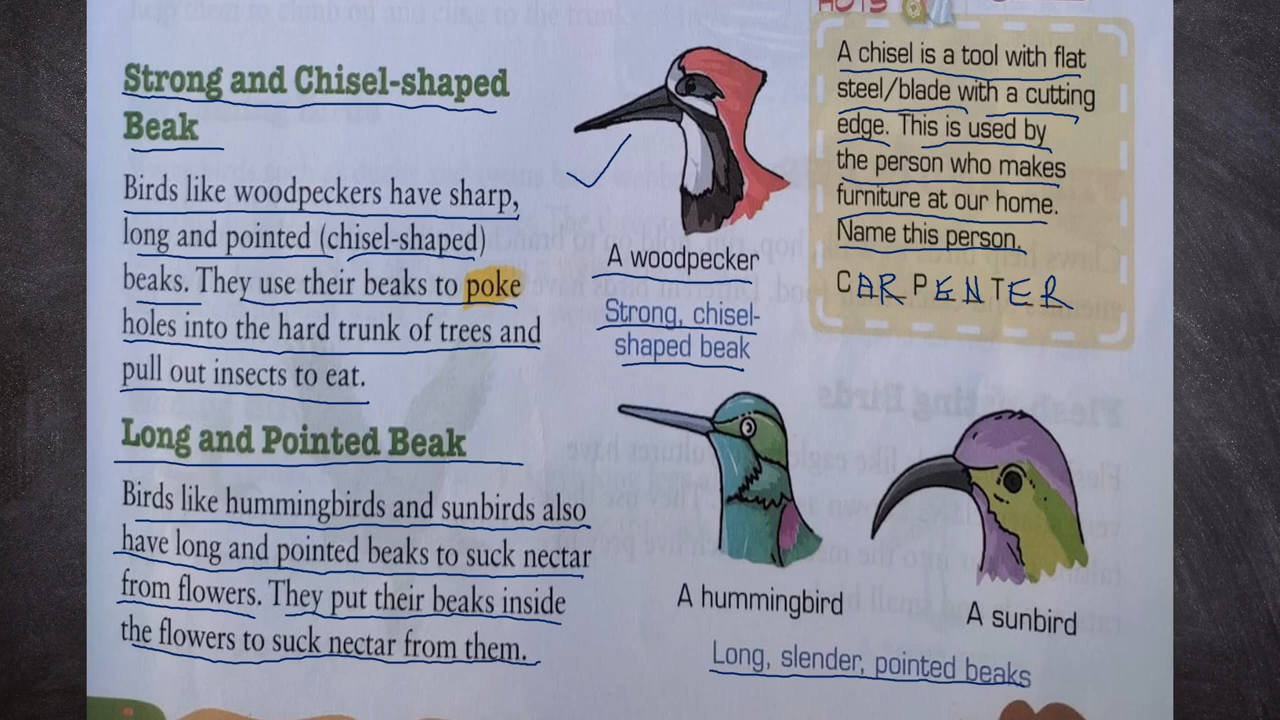 HOTS
Strong and Chisel-shaped
Beak
Birds like woodpeckers have sharp,
long and pointed (chisel-shaped)
beaks. They use their beaks to poke
holes into the hard trunk of trees and
pull out insects to eat.
A woodpecker
Strong, chisel-
shaped beak
A chisel is a tool with flat
steel/blade with a cutting
edge. This is used by
the person who makes
furniture at our home.
Name this person.
CARPENTER
Long and Pointed Beak
Birds like hummingbirds and sunbirds also
have long and pointed beaks to suck nectar
from flowers. They put their beaks inside
the flowers to suck nectar from them.
A hummingbird
A sunbird
Long, slender, pointed beaks